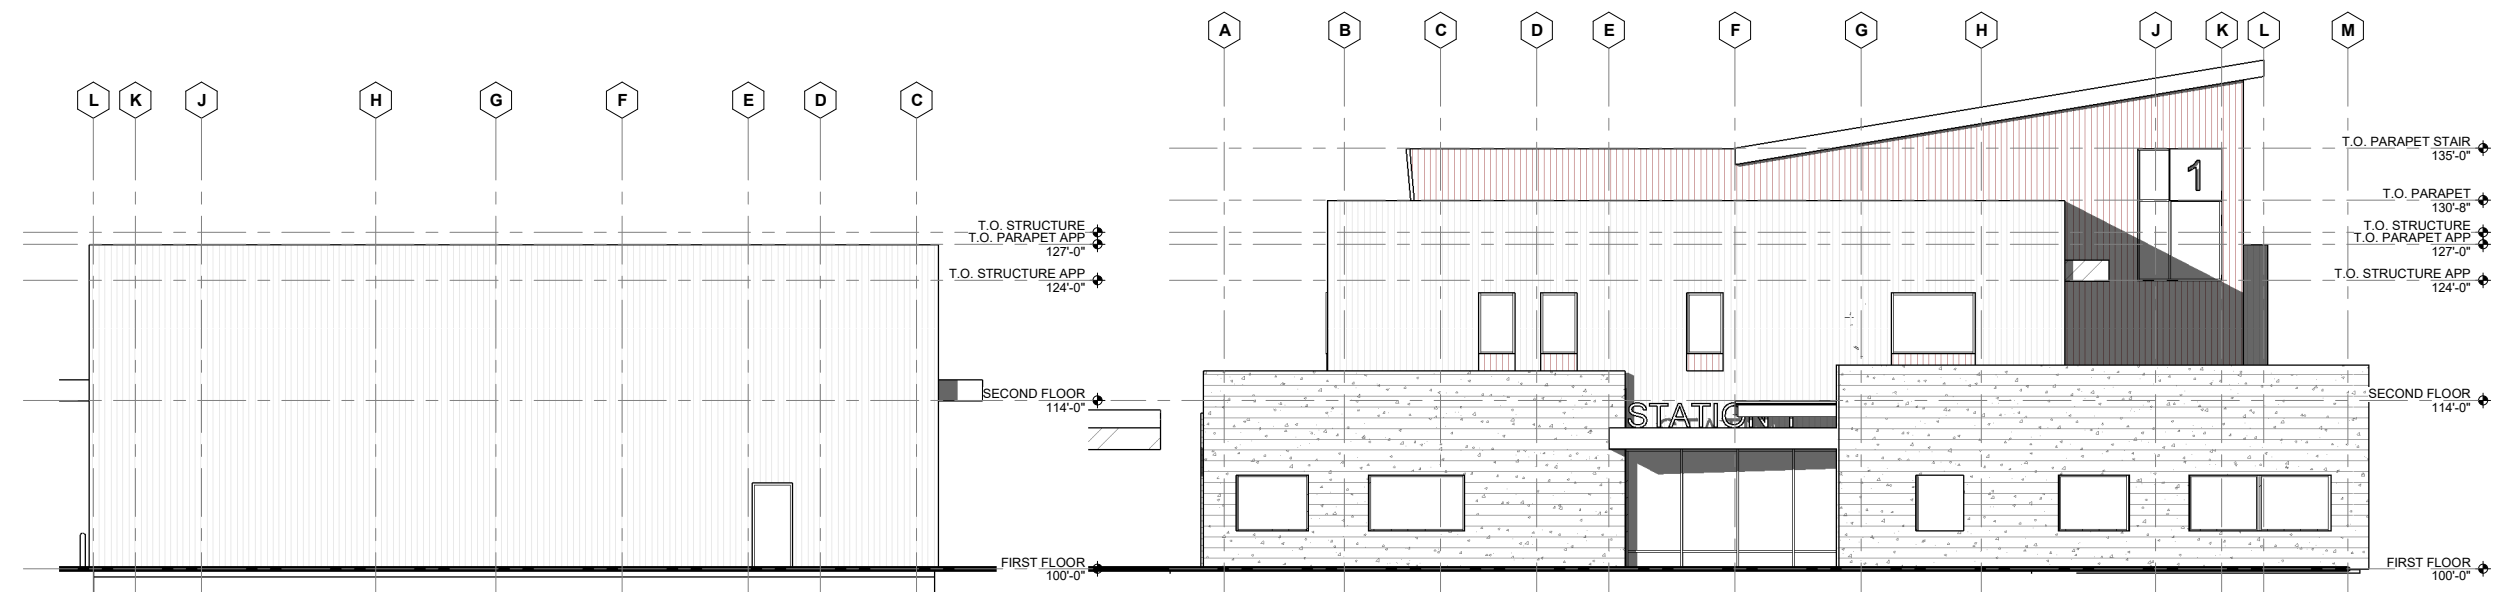 A B C D E F G H J K L M
L K J H G F E D C
T.O. STRUCTURE
T.O. PARAPET APP
127'-0"
T.O. STRUCTURE APP
124'-0"
SECOND FLOOR
114'-0"
FIRST FLOOR
100'-0"
1
STATION 1
T.O. PARAPET STAIR
135'-0"
T.O. PARAPET
130'-8"
T.O. STRUCTURE
T.O. PARAPET APP
127'-0"
T.O. STRUCTURE APP
124'-0"
SECOND FLOOR
114'-0"
FIRST FLOOR
100'-0"